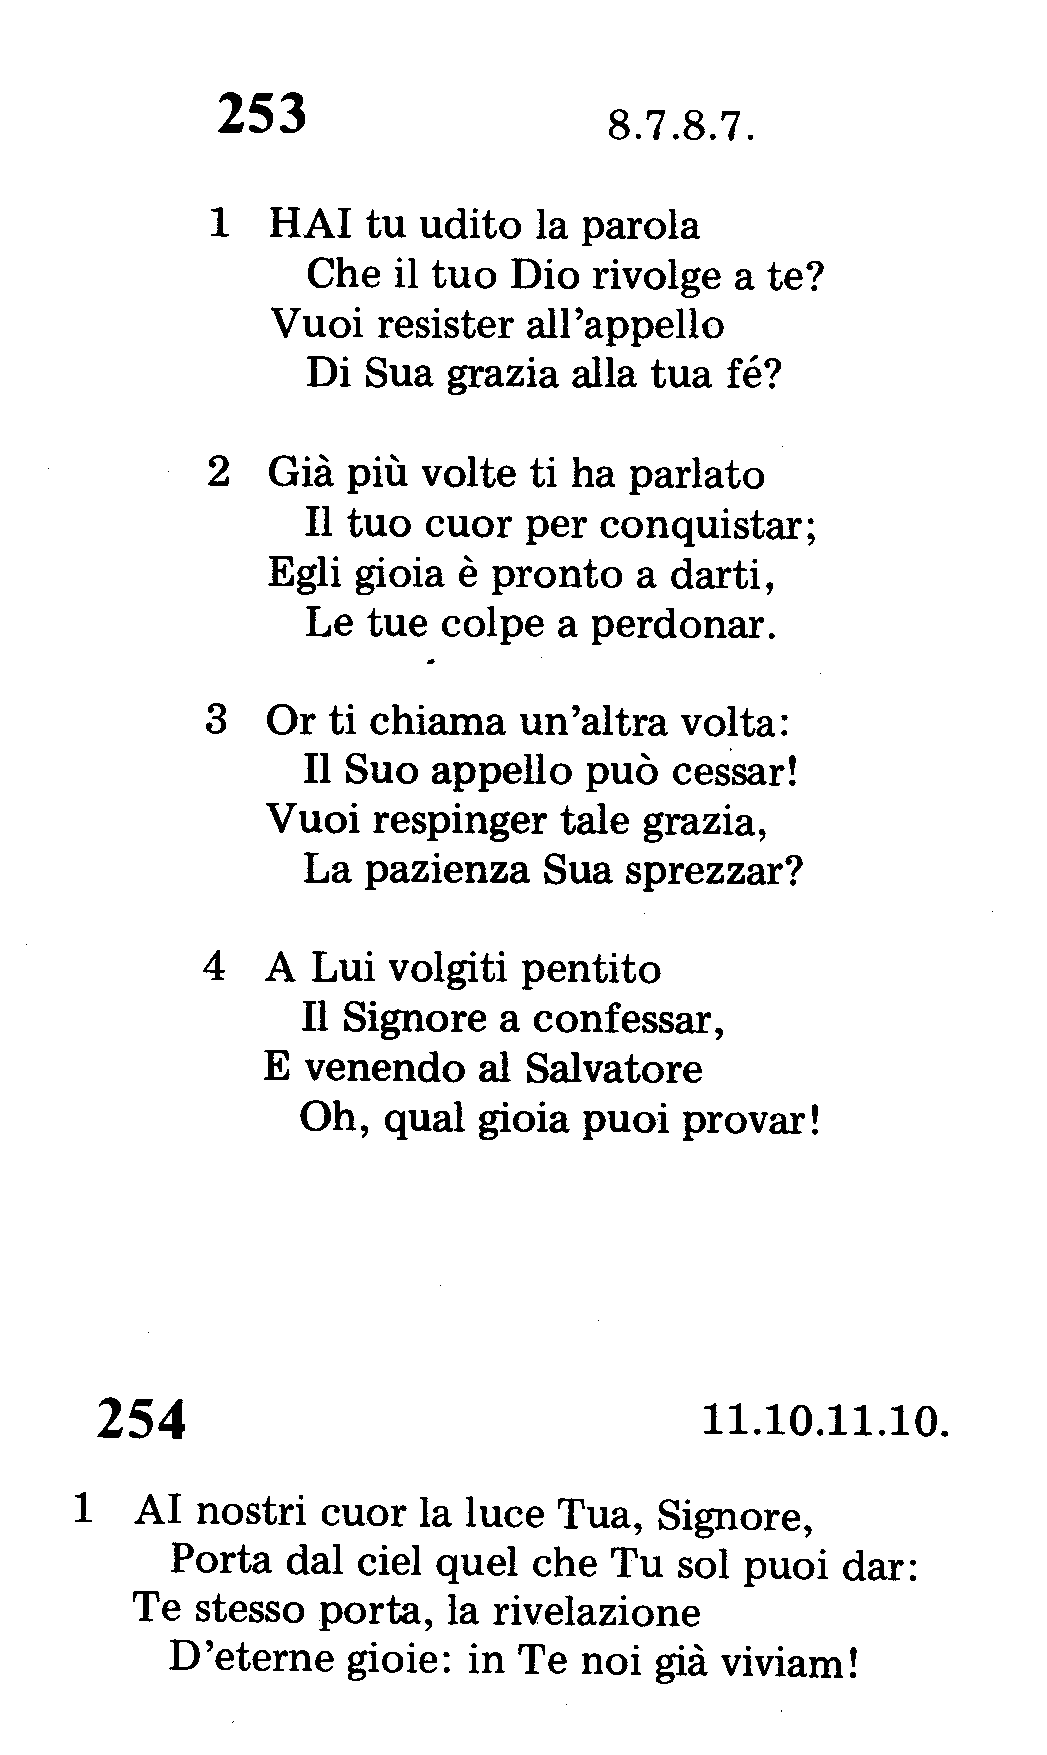 253 8.7.8.7.
1 HAI tu udito la parola
Che il tuo Dio rivolge a te?
Vuoi resister all’appello
Di Sua grazia alla tua fé?
2 Già più volte ti ha parlato
Il tuo cuor per conquistar;
Egli gioia è pronto a darti,
Le tue colpe a perdonar.
3 Or ti chiama un’altra volta:
Il Suo appello può cessar!
Vuoi respinger tale grazia,
La pazienza Sua sprezzar?
4 A Lui volgiti pentito
Il Signore a confessar,
E venendo al Salvatore
Oh, qual gioia puoi provar!
254 11.10.11.10.
1 AI nostri cuor la luce Tua, Signore,
Porta dal ciel quel che Tu sol puoi dar:
Te stesso porta, la rivelazione
D’eterne gioie: in Te noi già viviam!